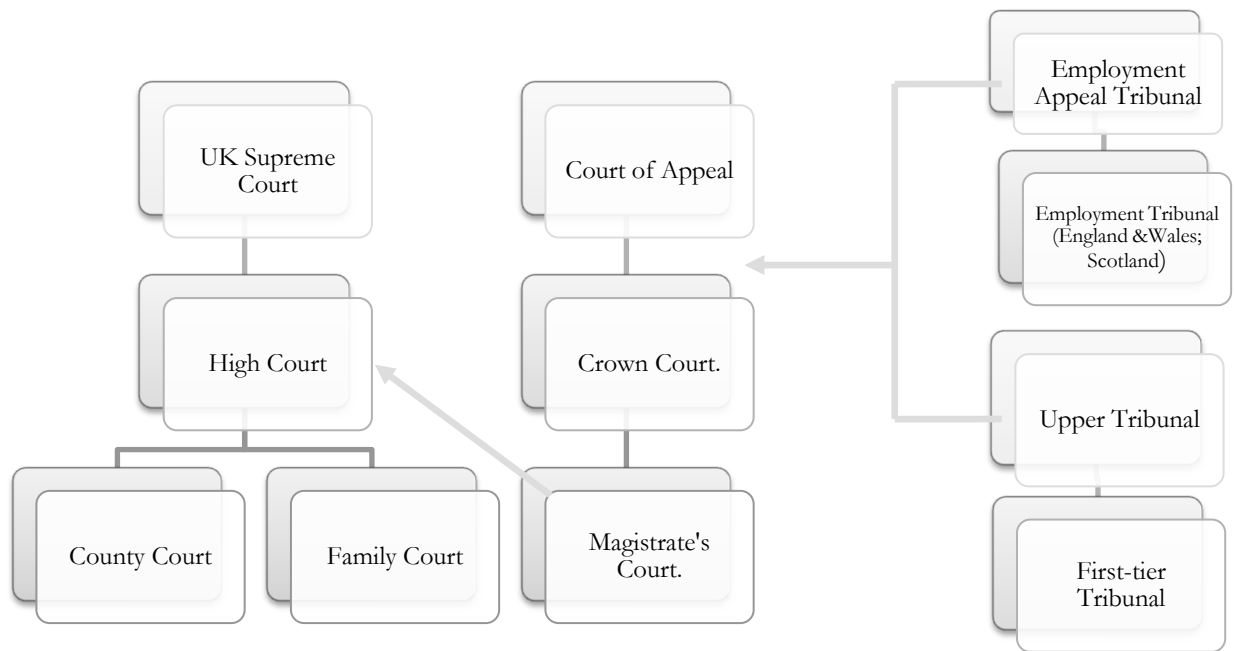 UK Supreme
Court
High Court
County Court
Family Court
Court of Appeal
Crown Court.
Magistrate's
Court.
Employment
Appeal Tribunal
Employment Tribunal
(England &Wales;
Scotland)
Upper Tribunal
First-tier
Tribunal